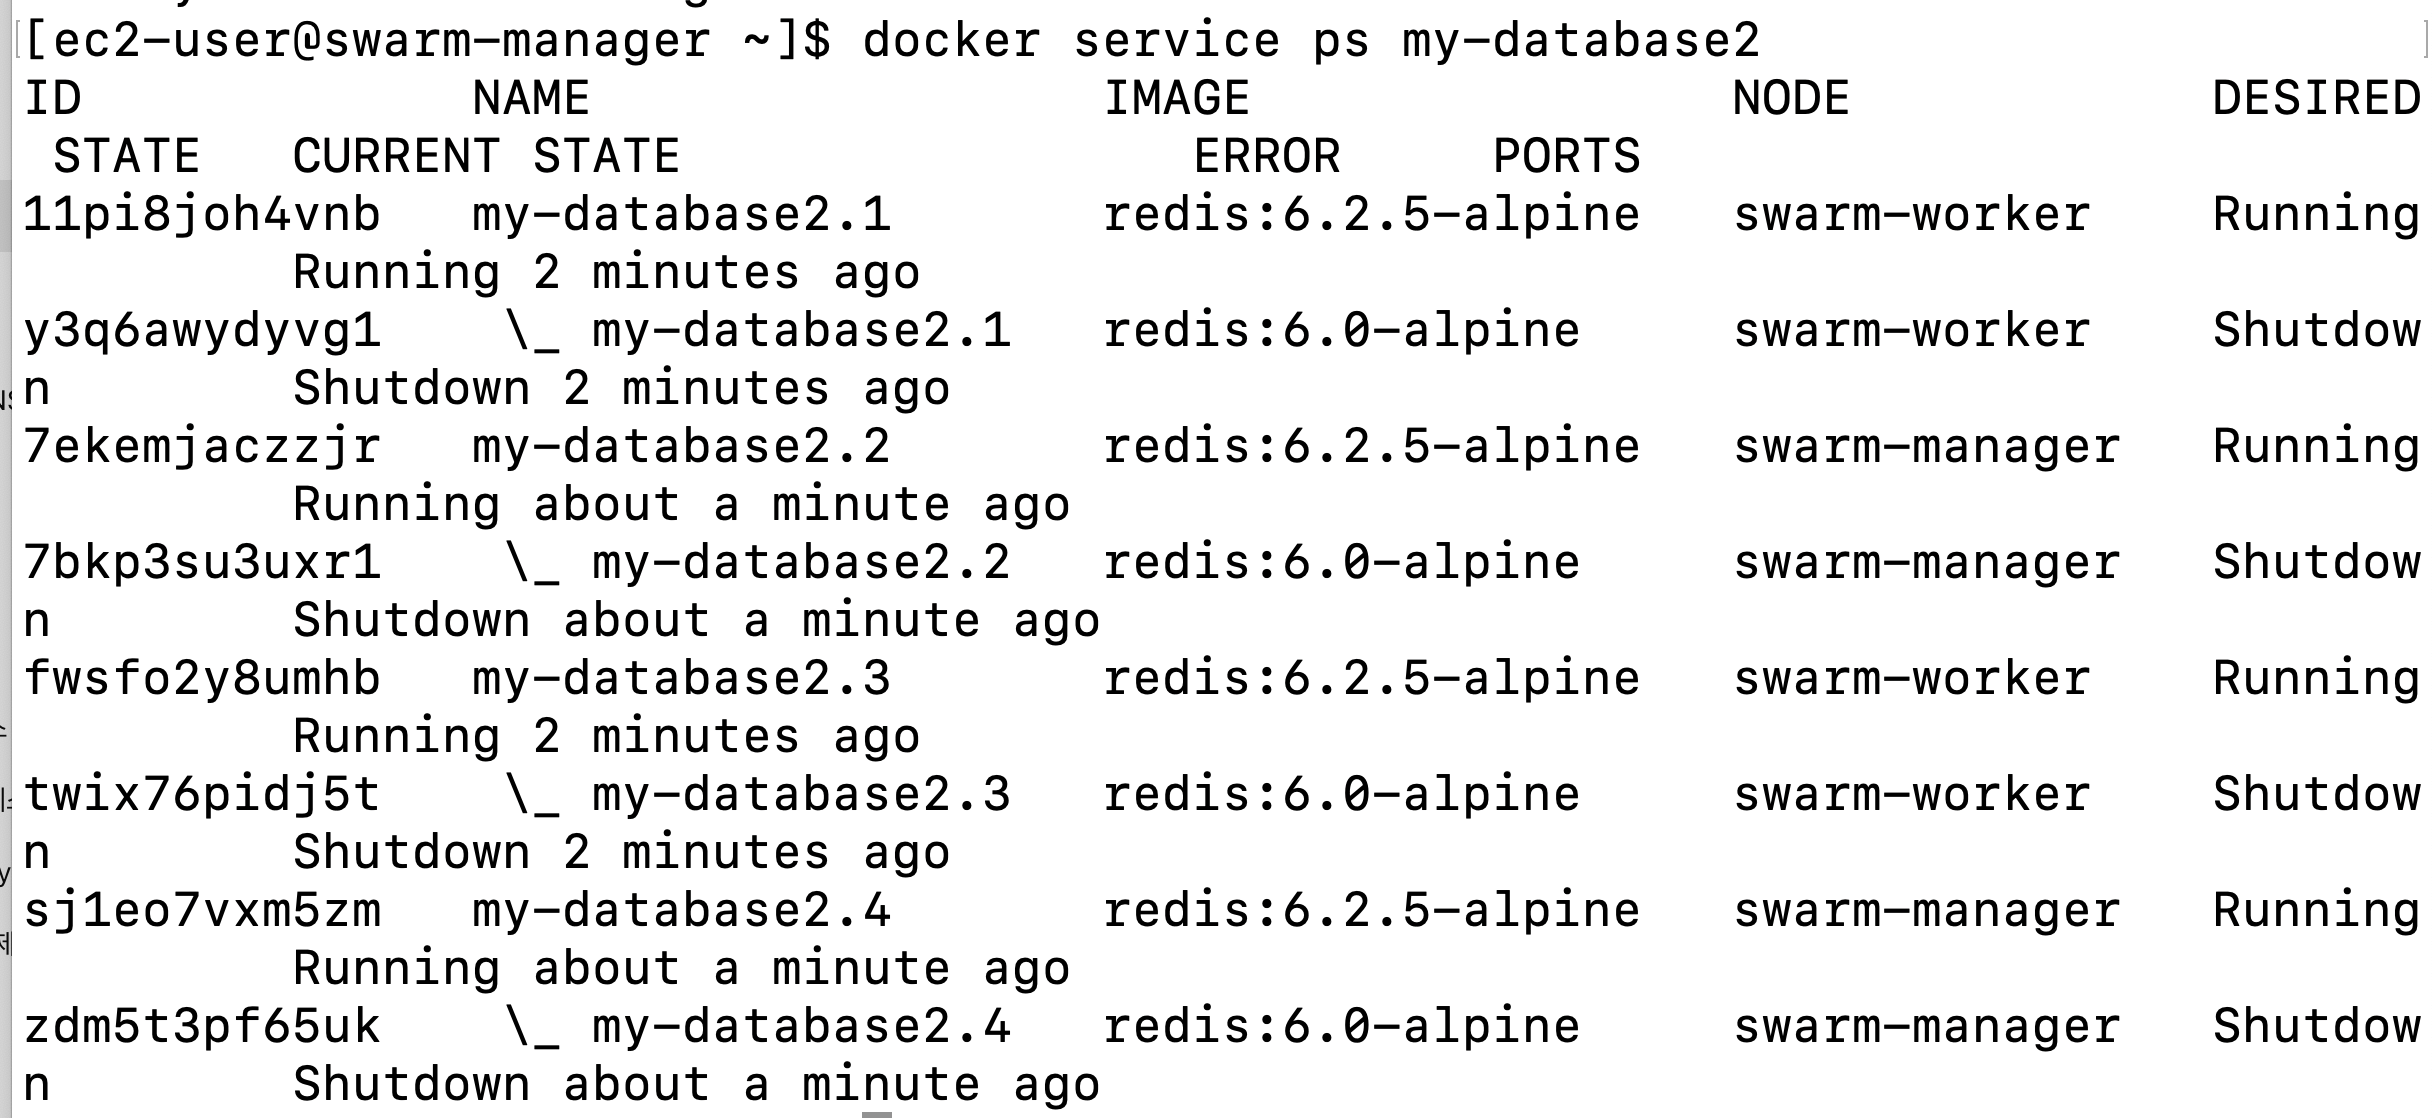 [ec2-user@swarm-manager ~]$ docker service ps my-database2
ID             NAME                 IMAGE                NODE            DESIRED
 STATE   CURRENT STATE                 ERROR     PORTS
11pi8joh4vnb   my-database2.1       redis:6.2.5-alpine   swarm-worker    Running
         Running 2 minutes ago
y3q6awydyvg1    \_ my-database2.1   redis:6.0-alpine     swarm-worker    Shutdow
n        Shutdown 2 minutes ago
7ekemjaczzjr   my-database2.2       redis:6.2.5-alpine   swarm-manager   Running
         Running about a minute ago
7bkp3su3uxr1    \_ my-database2.2   redis:6.0-alpine     swarm-manager   Shutdow
n        Shutdown about a minute ago
fwsfo2y8umhb   my-database2.3       redis:6.2.5-alpine   swarm-worker    Running
         Running 2 minutes ago
twix76pidj5t    \_ my-database2.3   redis:6.0-alpine     swarm-worker    Shutdow
n        Shutdown 2 minutes ago
sj1eo7vxm5zm   my-database2.4       redis:6.2.5-alpine   swarm-manager   Running
         Running about a minute ago
zdm5t3pf65uk    \_ my-database2.4   redis:6.0-alpine     swarm-manager   Shutdow
n        Shutdown about a minute ago